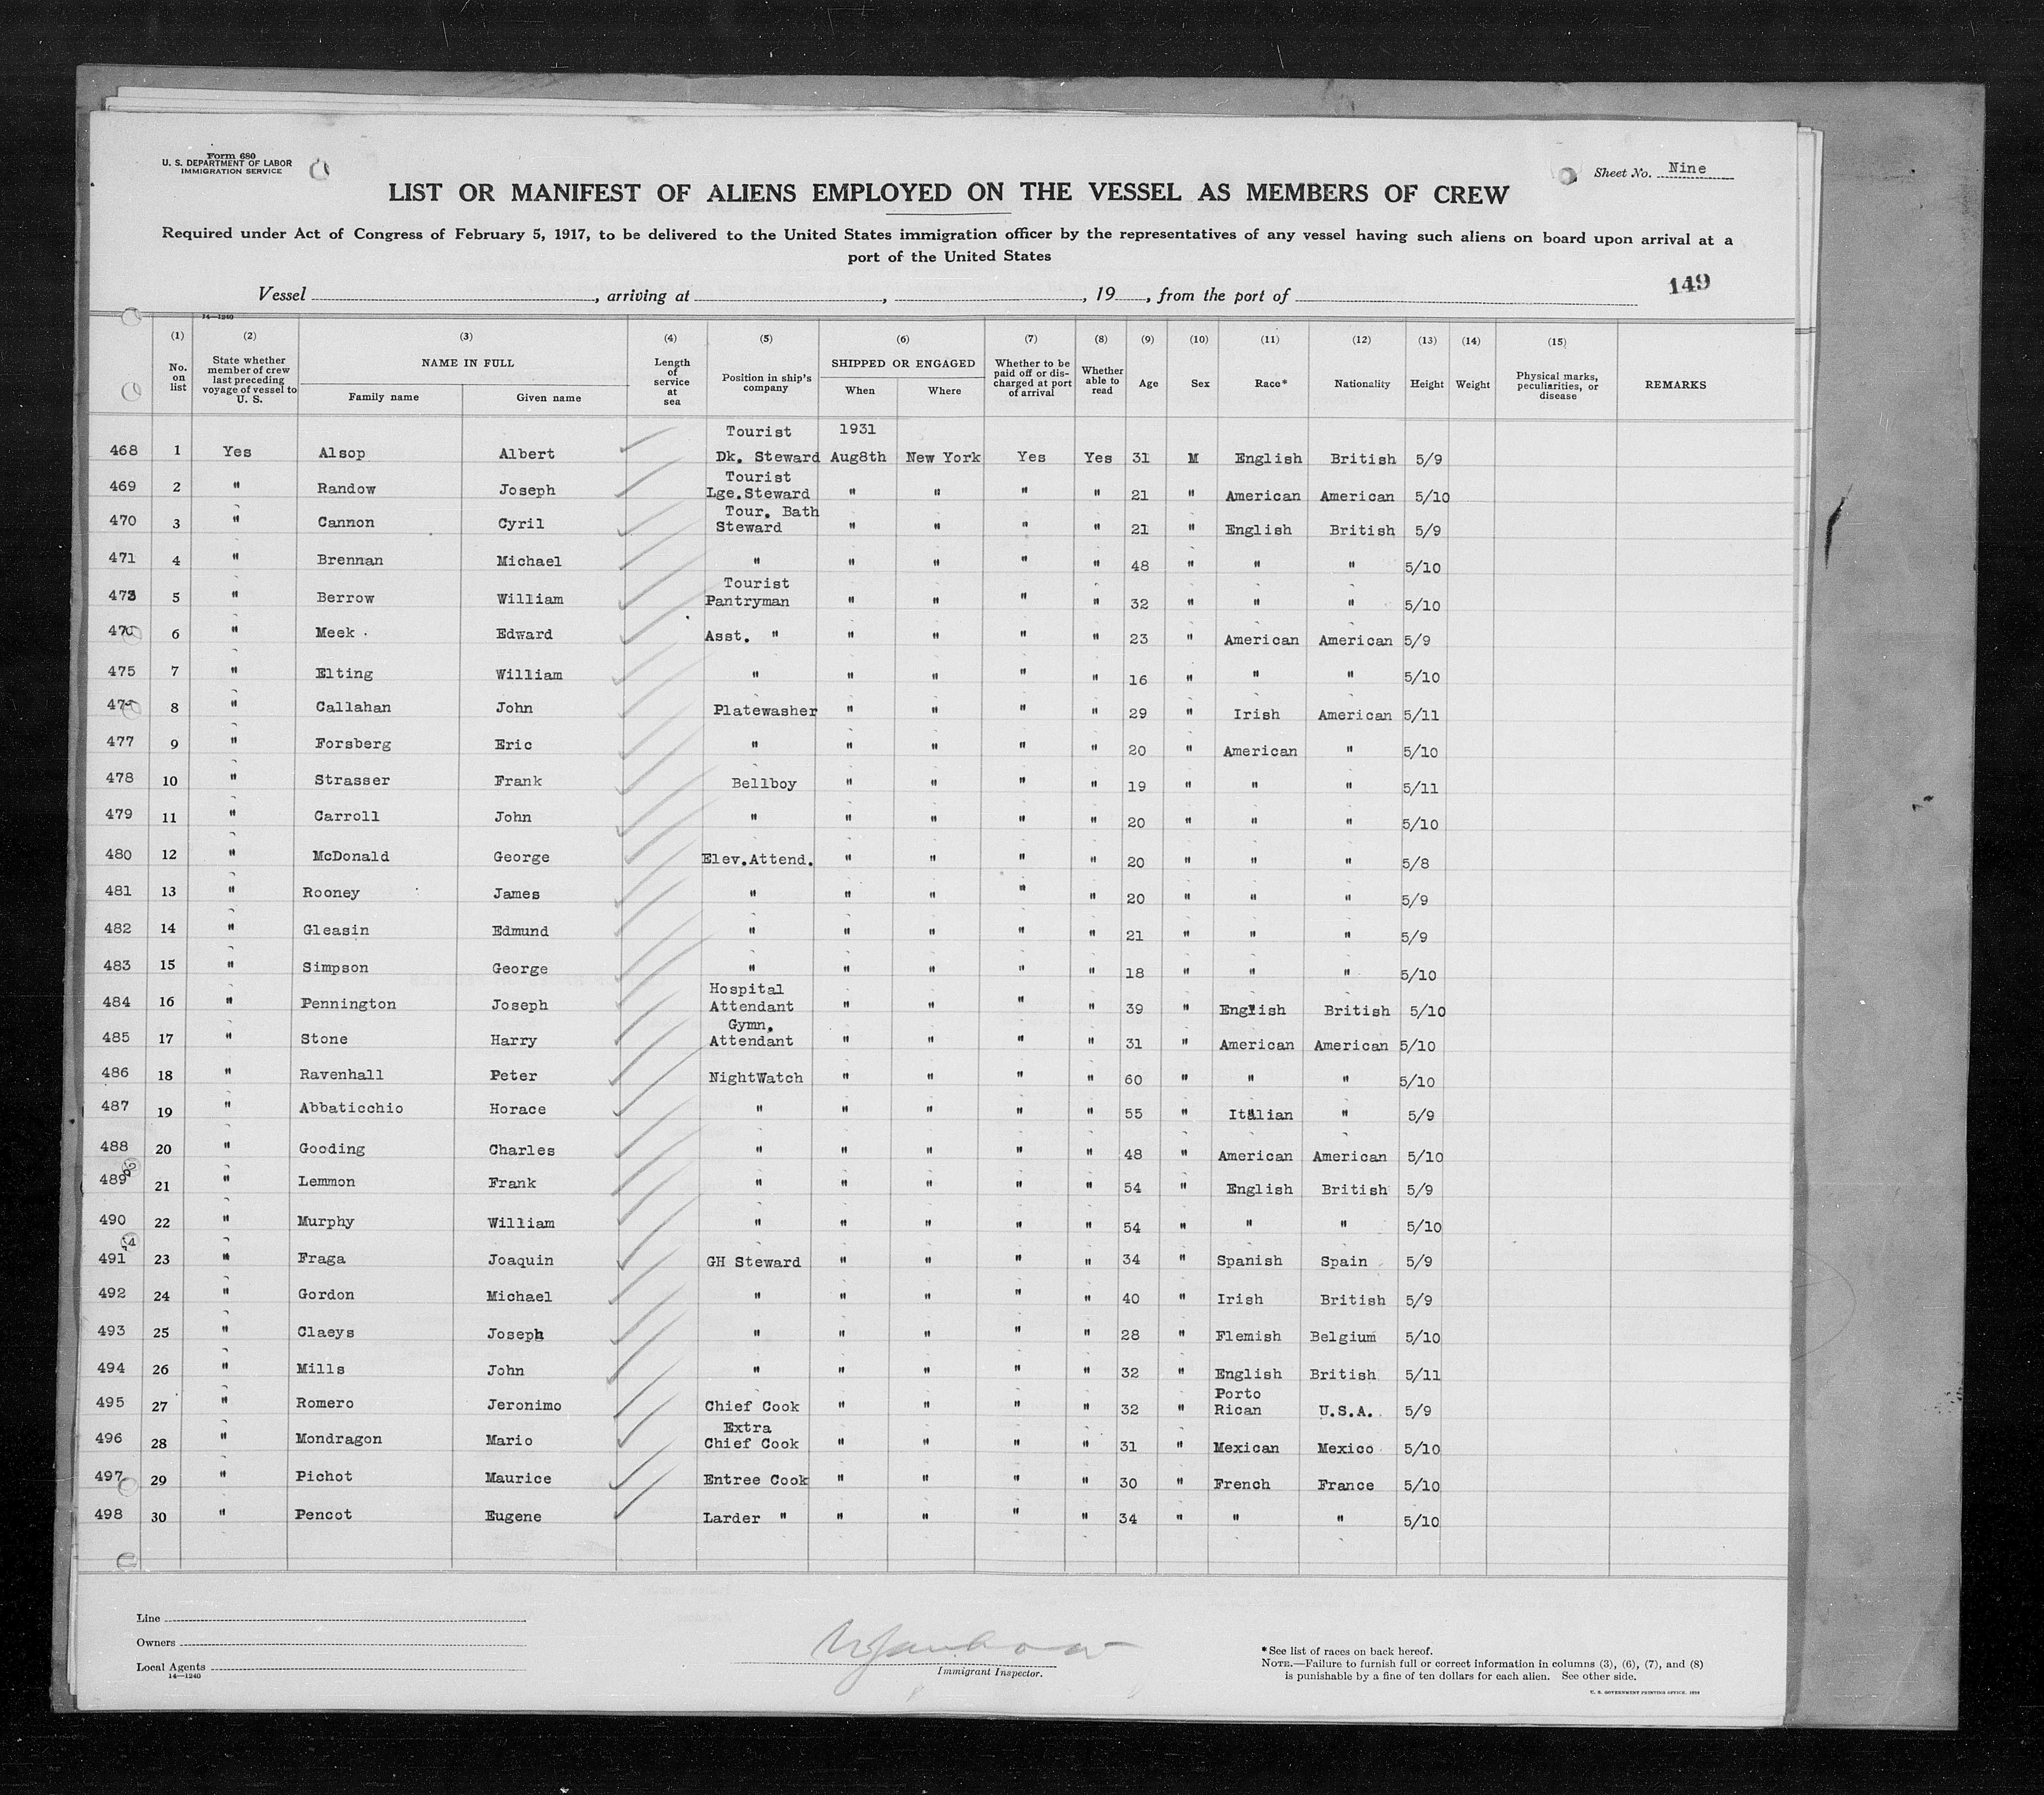 Form 680
U. S. DEPARTMENT OF LABOR
IMMIGRATION SERVICE
Sheet No. Nine
LIST OR MANIFEST OF ALIENS EMPLOYED ON THE VESSEL AS MEMBERS OF CREW
Required under Act of Congress of February 5, 1917, to be delivered to the United States immigration officer by the representatives of any vessel having such aliens on board upon arrival at a
port of the United States
149
Vessel , arriving at , , 19 , from the port of
14—1240
(1) (2) (3) (4) (5) (6) (7) (8) (9) (10) (11) (12) (13) (14) (15)
No. on list State whether member of crew last preceding voyage of vessel to U. S. NAME IN FULL Family name Given name Length of service at sea Position in ship's company SHIPPED OR ENGAGED When Where Whether to be paid off or discharged at port of arrival Whether able to read Age Sex Race* Nationality Height Weight Physical marks, peculiarities, or disease REMARKS
Tourist 1931
468 1 Yes Alsop Albert Dk. Steward Aug8th New York Yes Yes 31 M English British 5/9
Tourist
469 2 " Randow Joseph Lge.Steward " " " " 21 " American American 5/10
Tour. Bath
470 3 " Cannon Cyril Steward " " " " 21 " English British 5/9
471 4 " Brennan Michael " " " " " 48 " " " 5/10
Tourist
473 5 " Berrow William Pantryman " " " " 32 " " " 5/10
6 " Meek Edward Asst. " " " " " 23 " American American 5/9
475 7 " Elting William " " " " " 16 " " " 5/10
8 " Callahan John Platewasher " " " " 29 " Irish American 5/11
477 9 " Forsberg Eric " " " " " 20 " American " 5/10
478 10 " Strasser Frank Bellboy " " " " 19 " " " 5/11
479 11 " Carroll John " " " " " 20 " " " 5/10
480 12 " McDonald George Elev.Attend. " " " " 20 " " " 5/8
481 13 " Rooney James " " " " " 20 " " " 5/9
482 14 " Gleasin Edmund " " " " " 21 " " " 5/9
483 15 " Simpson George " " " " " 18 " " " 5/10
Hospital
484 16 " Pennington Joseph Attendant " " " " 39 " English British 5/10
Gymn.
485 17 " Stone Harry Attendant " " " " 31 " American American 5/10
486 18 " Ravenhall Peter NightWatch " " " " 60 " " " 5/10
487 19 " Abbaticchio Horace " " " " " 55 " Italian " 5/9
488 20 " Gooding Charles " " " " " 48 " American American 5/10
489 21 " Lemmon Frank " " " " " 54 " English British 5/9
490 22 " Murphy William " " " " " 54 " " " 5/10
491 23 " Fraga Joaquin GH Steward " " " " 34 " Spanish Spain 5/9
492 24 " Gordon Michael " " " " " 40 " Irish British 5/9
493 25 " Claeys Joseph " " " " " 28 " Flemish Belgium 5/10
494 26 " Mills John " " " " " 32 " English British 5/11
Porto
495 27 " Romero Jeronimo Chief Cook " " " " 32 " Rican U.S.A. 5/9
Extra
496 28 " Mondragon Mario Chief Cook " " " " 31 " Mexican Mexico 5/10
497 29 " Pichot Maurice Entree Cook " " " " 30 " French France 5/10
498 30 " Pencot Eugene Larder " " " " " 34 " " " 5/10
Line
Owners
Local Agents
14—1240
Immigrant Inspector.
*See list of races on back hereof.
NOTE.—Failure to furnish full or correct information in columns (3), (6), (7), and (8)
is punishable by a fine of ten dollars for each alien. See other side.